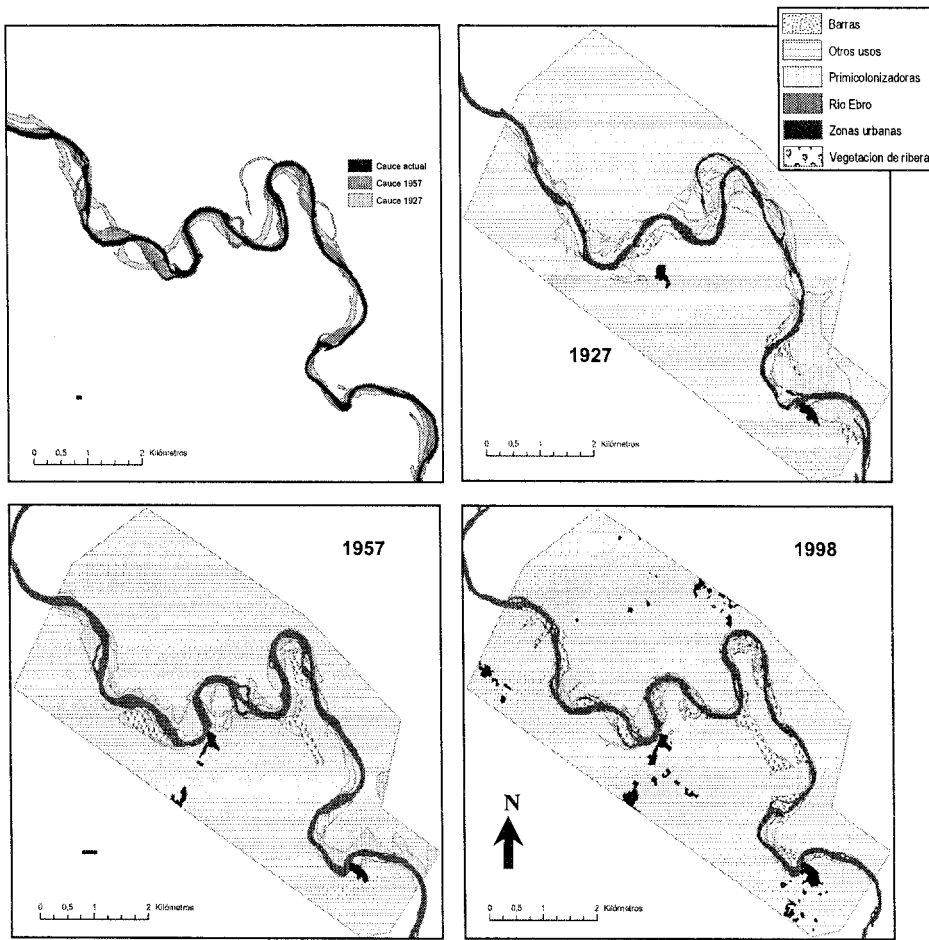 Cauce actual
Cauce 1957
Cauce 1927
0 0,5 1 2 Kilómetros
Barras
Otros usos
Primicolonizadoras
Rio Ebro
Zonas urbanas
Vegetacion de ribera
1927
0 0,5 1 2 Kilómetros
1957
0 0,5 1 2 Kilómetros
1998
N
0 0,5 1 2 Kilómetros